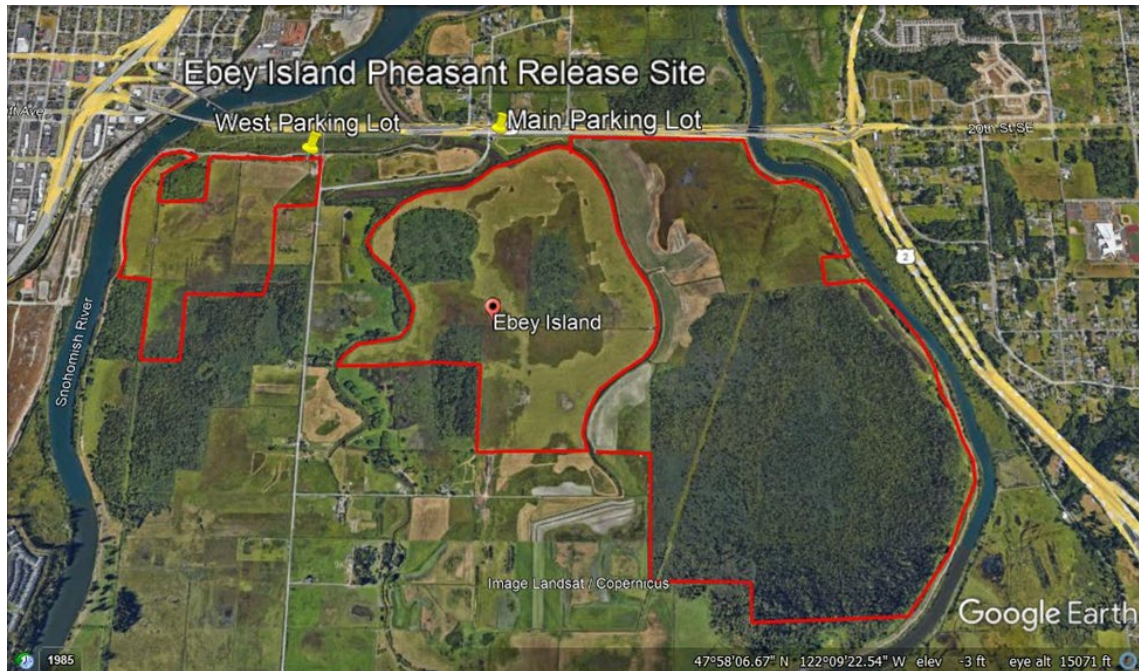 Ebey Island Pheasant Release Site
West Parking Lot
Main Parking Lot
20th St SE
2
Ebey Island
Snohomish River
Image Landsat / Copernicus
Google Earth
1985
47°58'06.67" N 122°09'22.54" W elev -3 ft eye alt 15071 ft